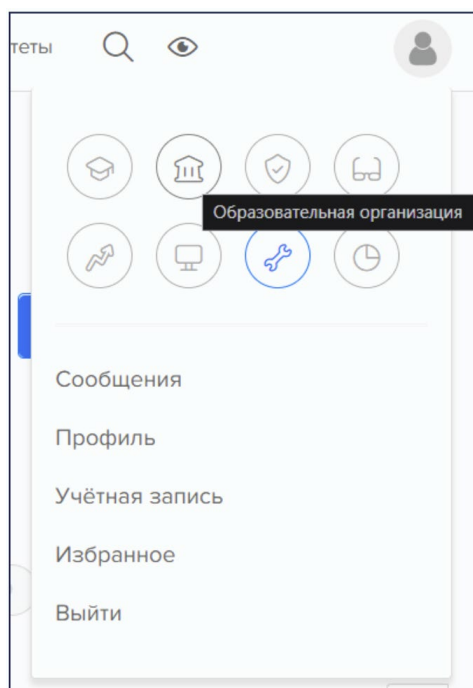 теты
Образовательная организация
Сообщения
Профиль
Учётная запись
Избранное
Выйти